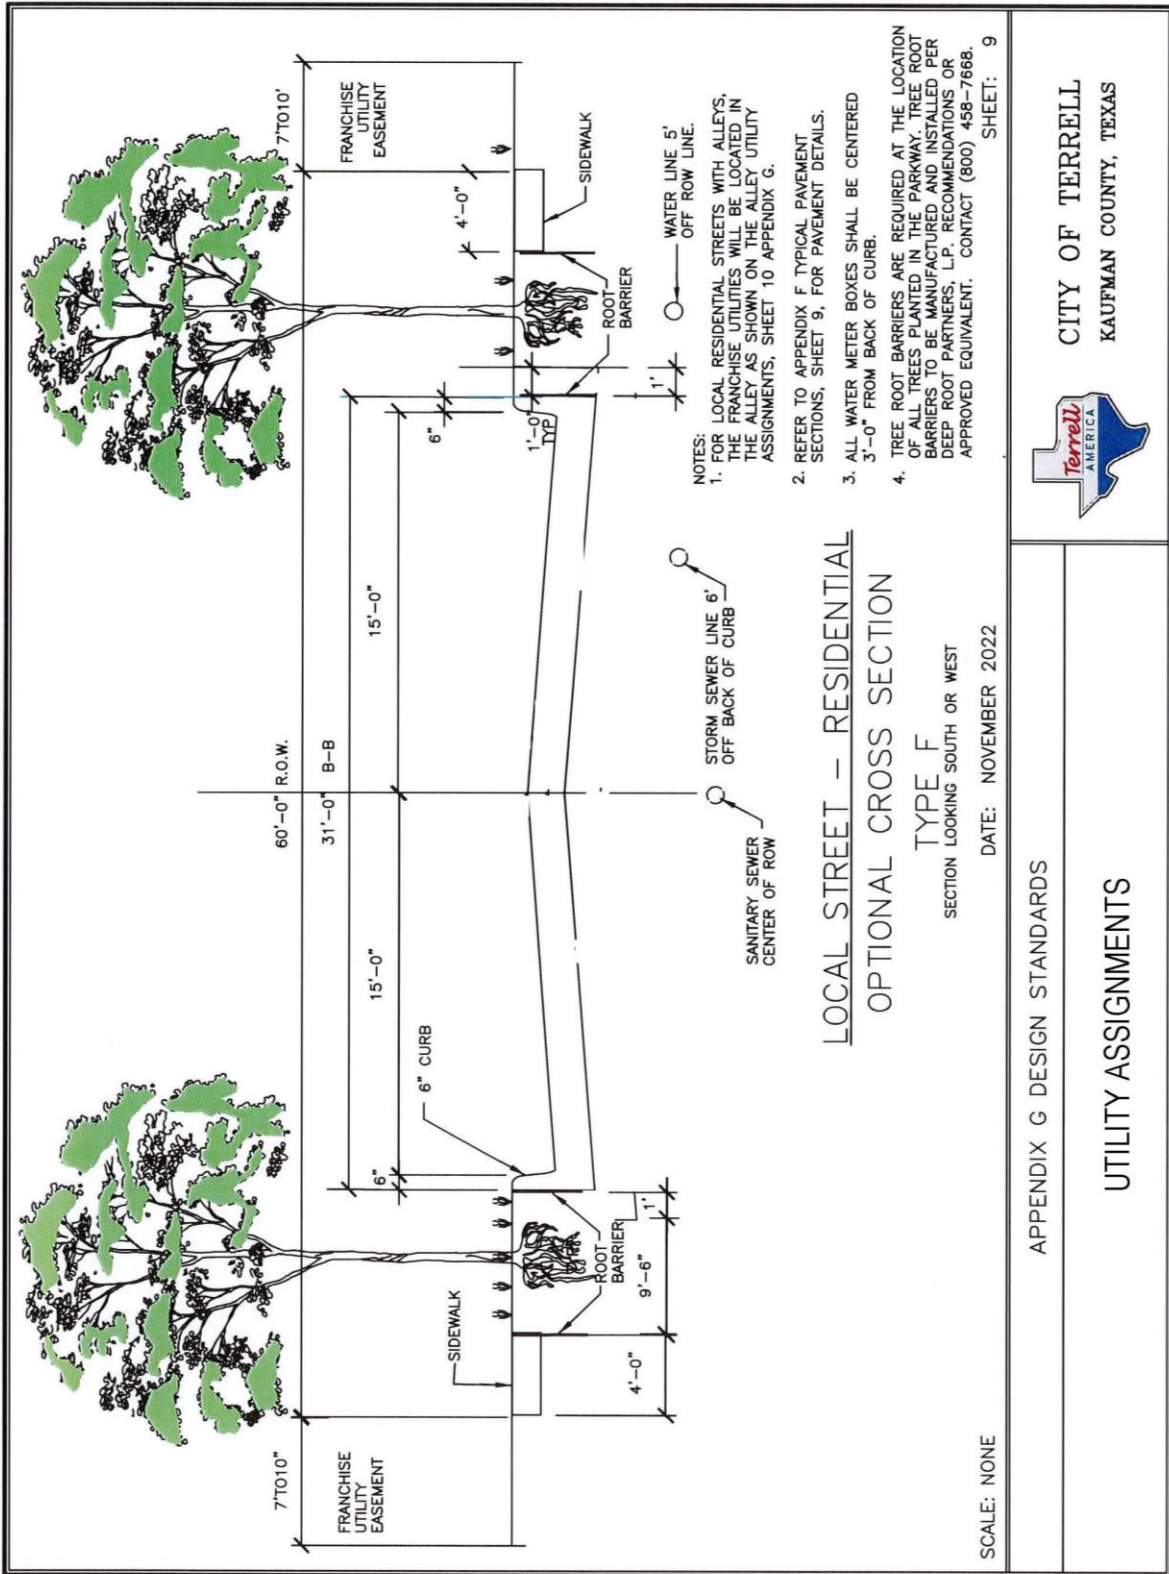 7'TO10"
60'-0" R.O.W.
7'TO10'
FRANCHISE
UTILITY
EASEMENT
31'-0" B-B
FRANCHISE
UTILITY
EASEMENT
6"
15'-0"
15'-0"
6"
4'-0"
6" CURB
SIDEWALK
1'-0"
TYP
SIDEWALK
ROOT
BARRIER
ROOT
BARRIER
4'-0"
9'-6"
1'
1'
SANITARY SEWER
CENTER OF ROW
STORM SEWER LINE 6'
OFF BACK OF CURB
WATER LINE 5'
OFF ROW LINE.
NOTES:
1. FOR LOCAL RESIDENTIAL STREETS WITH ALLEYS,
THE FRANCHISE UTILITIES WILL BE LOCATED IN
THE ALLEY AS SHOWN ON THE ALLEY UTILITY
ASSIGNMENTS, SHEET 10 APPENDIX G.
2. REFER TO APPENDIX F TYPICAL PAVEMENT
SECTIONS, SHEET 9, FOR PAVEMENT DETAILS.
3. ALL WATER METER BOXES SHALL BE CENTERED
3'-0" FROM BACK OF CURB.
4. TREE ROOT BARRIERS ARE REQUIRED AT THE LOCATION
OF ALL TREES PLANTED IN THE PARKWAY. TREE ROOT
BARRIERS TO BE MANUFACTURED AND INSTALLED PER
DEEP ROOT PARTNERS, L.P. RECOMMENDATIONS OR
APPROVED EQUIVALENT. CONTACT (800) 458-7668.
LOCAL STREET - RESIDENTIAL
OPTIONAL CROSS SECTION
TYPE F
SECTION LOOKING SOUTH OR WEST
SCALE: NONE
DATE: NOVEMBER 2022
SHEET: 9
APPENDIX G DESIGN STANDARDS
UTILITY ASSIGNMENTS
Terrell
AMERICA
CITY OF TERRELL
KAUFMAN COUNTY, TEXAS